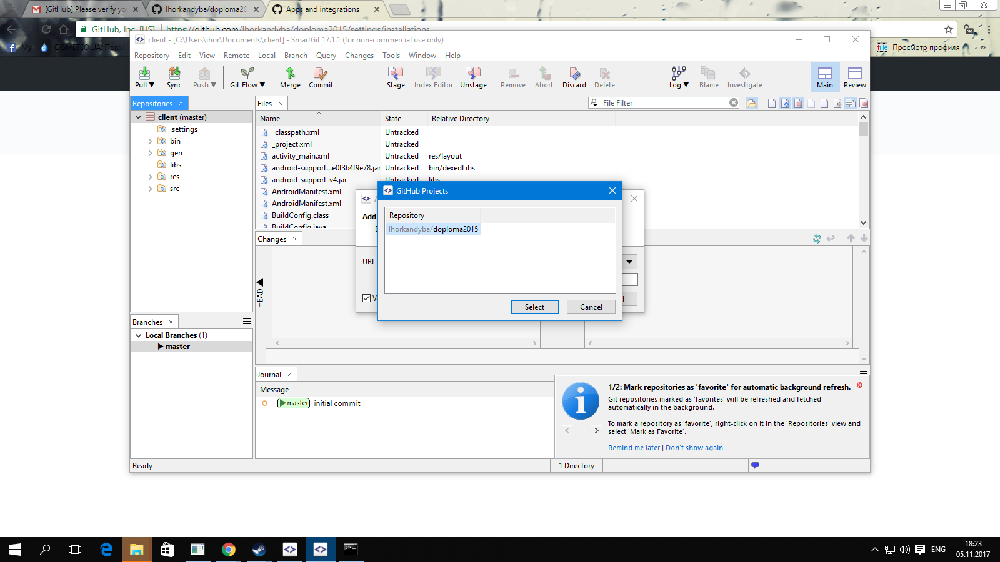 [GitHub] Please verify yo
Ihorkandyba/doploma20
Apps and integrations
GitHub, Inc. [US]
https://github.com/Ihorkandyba/doploma2015/settings/installations
My
GISMETEO.UA: Пого
Просмотр профиля
client - [C:\Users\ihor\Documents\client] - SmartGit 17.1.1 (for non-commercial use only)
Repository Edit View Remote Local Branch Query Changes Tools Window Help
Pull Sync Push Git-Flow Merge Commit Stage Index Editor Unstage Remove Abort Discard Delete Log Blame Investigate Main Review
Repositories
client (master)
.settings
bin
gen
libs
res
src
Files
File Filter
Name State Relative Directory
_classpath.xml Untracked
_project.xml Untracked
activity_main.xml Untracked res/layout
android-support...e0f364f9e78.jar Untracked bin/dexedLibs
android-support-v4.jar Untracked libs
AndroidManifest.xml
AndroidManifest.xml
BuildConfig.class
BuildConfig.java
Add
URL
GitHub Projects
Repository
Ihorkandyba/doploma2015
Select Cancel
Changes
HEAD
Branches
Local Branches (1)
master
Journal
Message
master initial commit
1/2: Mark repositories as 'favorite' for automatic background refresh.
Git repositories marked as 'favorites' will be refreshed and fetched
automatically in the background.
To mark a repository as 'favorite', right-click on it in the 'Repositories' view and
select 'Mark as Favorite'.
Remind me later | Don't show again
Ready
1 Directory
ENG
18:23
05.11.2017